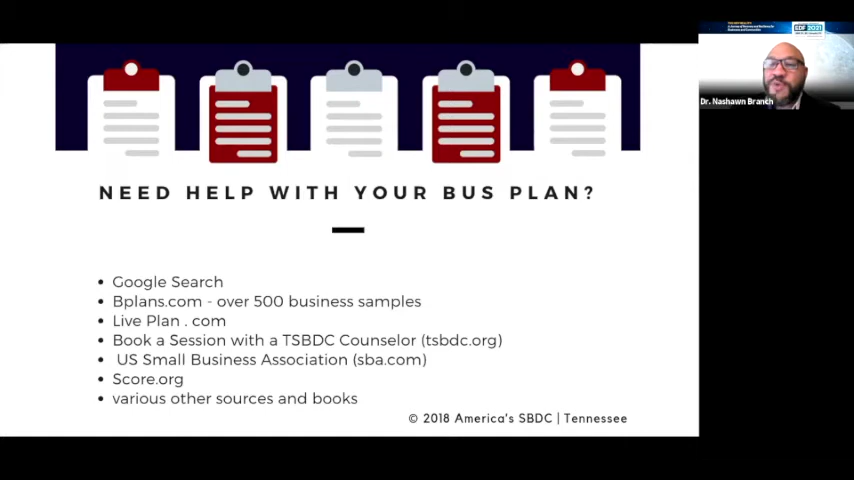 NEED HELP WITH YOUR BUS PLAN?
• Google Search
• Bplans.com - over 500 business samples
• Live Plan . com
• Book a Session with a TSBDC Counselor (tsbdc.org)
• US Small Business Association (sba.com)
• Score.org
• various other sources and books
© 2018 America's SBDC | Tennessee
Dr. Nashawn Branch